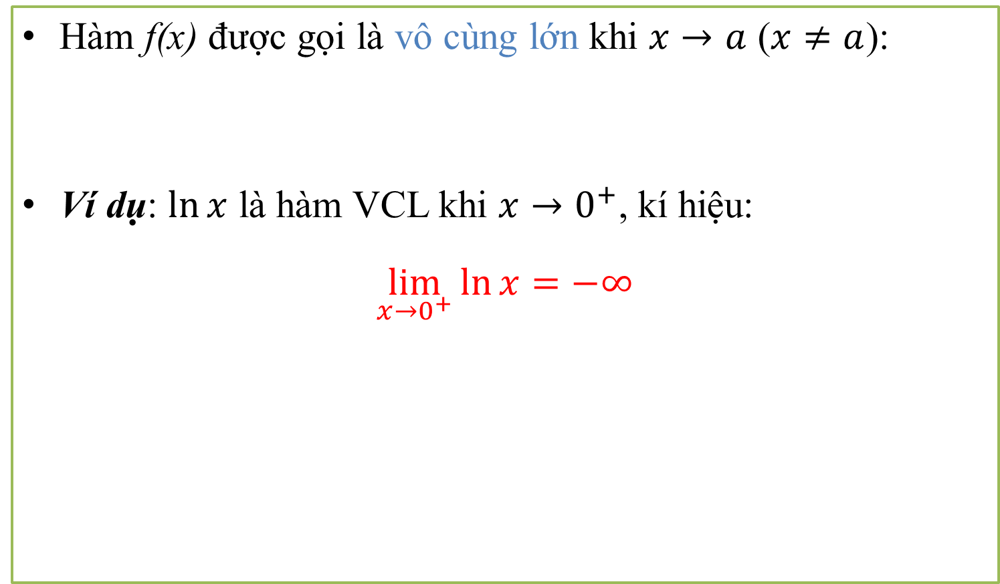 • Hàm f(x) được gọi là vô cùng lớn khi 𝑥 → 𝑎 (𝑥 ≠ 𝑎):
• Ví dụ: ln 𝑥 là hàm VCL khi 𝑥 → 0⁺, kí hiệu:
lim ln 𝑥 = −∞
𝑥→0⁺